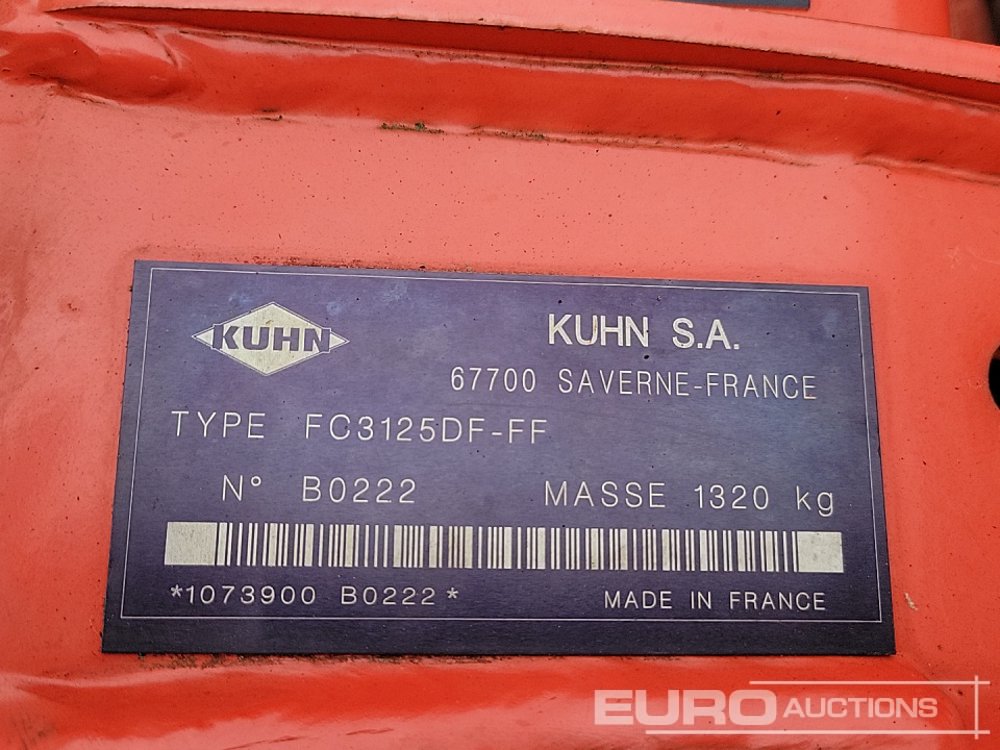 KUHN
KUHN S.A.
67700 SAVERNE-FRANCE
TYPE FC3125DF-FF
N° B0222 MASSE 1320 kg
*1073900 B0222* MADE IN FRANCE
EURO AUCTIONS